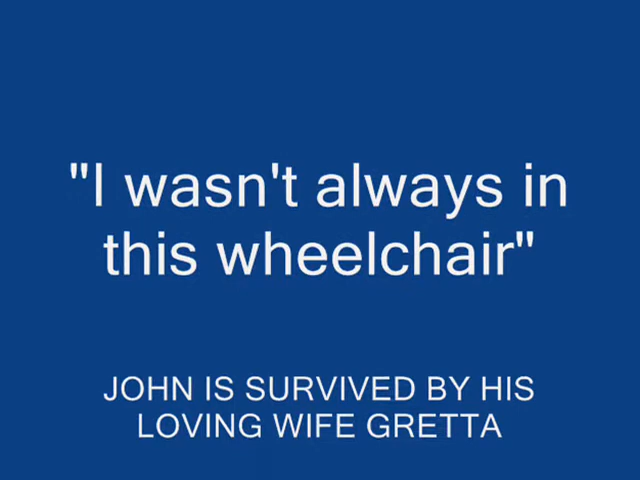 "I wasn't always in
this wheelchair"
JOHN IS SURVIVED BY HIS
LOVING WIFE GRETTA